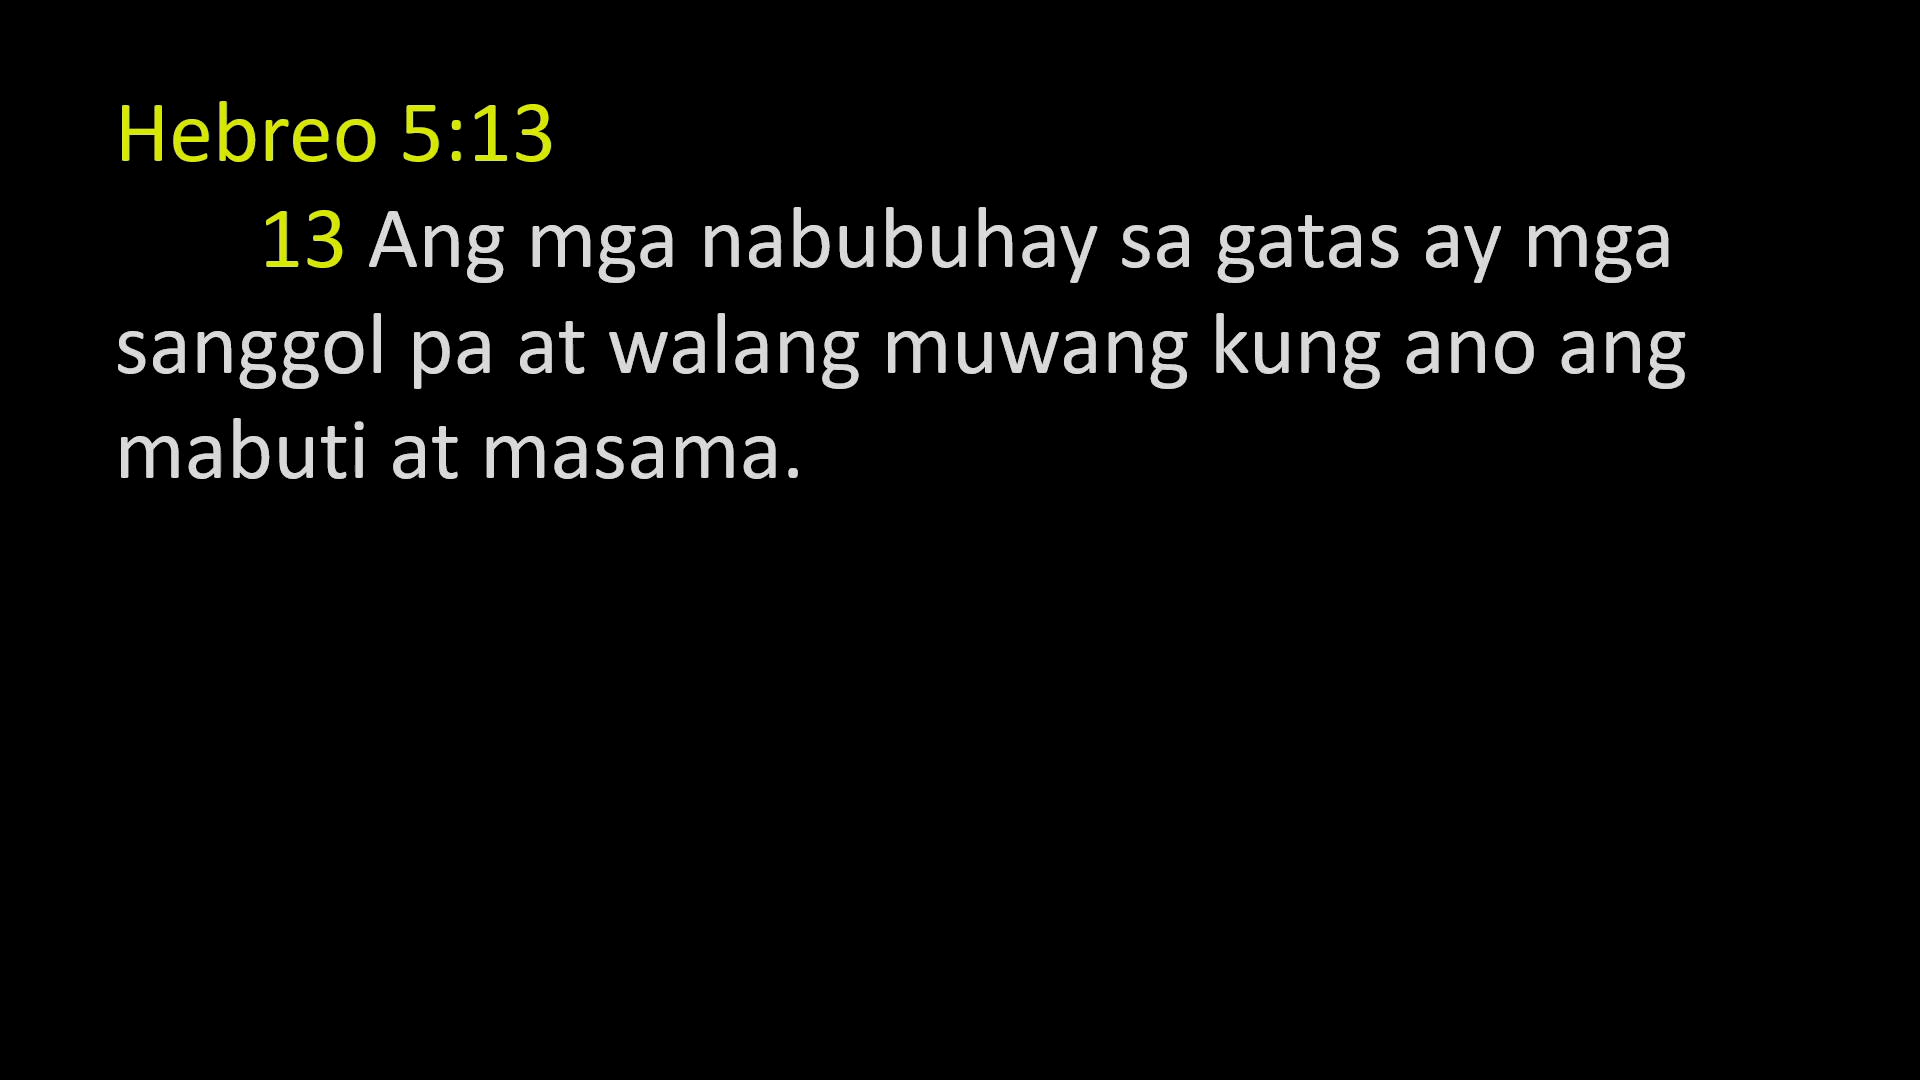 Hebreo 5:13
13 Ang mga nabubuhay sa gatas ay mga
sanggol pa at walang muwang kung ano ang
mabuti at masama.